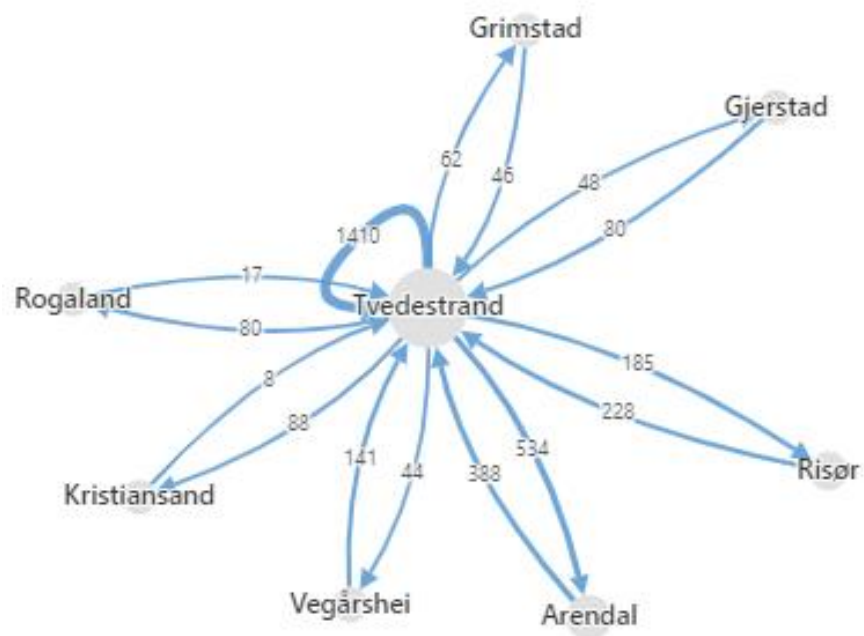 Grimstad
Gjerstad
62
46
48
80
1410
17
Rogaland
Tvedestrand
80
185
8
228
88
534
141
44
388
Risør
Kristiansand
Vegårshei
Arendal